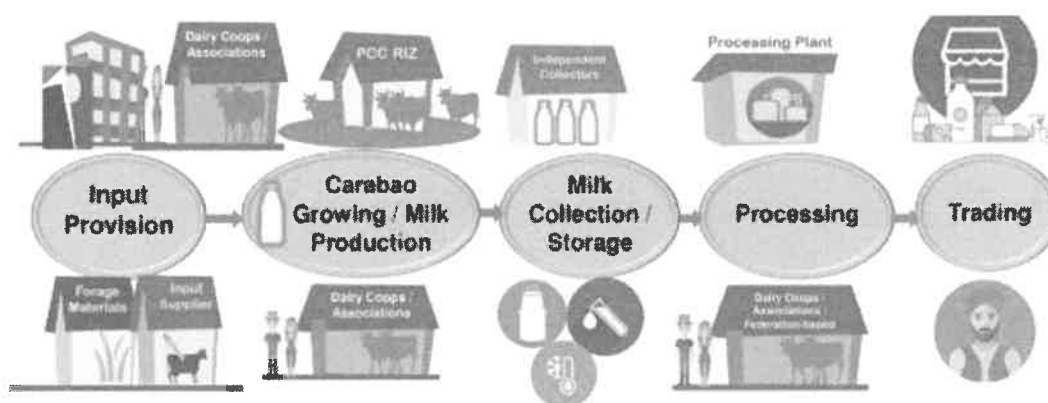 Dairy Coops /
Associations
PCC RIZ
Independent
Collectors
Processing Plant
Input
Provision
Carabao
Growing / Milk
Production
Milk
Collection /
Storage
Processing
Trading
Forage
Materials
Input
Supplier
Dairy Coops /
Associations
Dairy Coops
Associations /
Federation-based